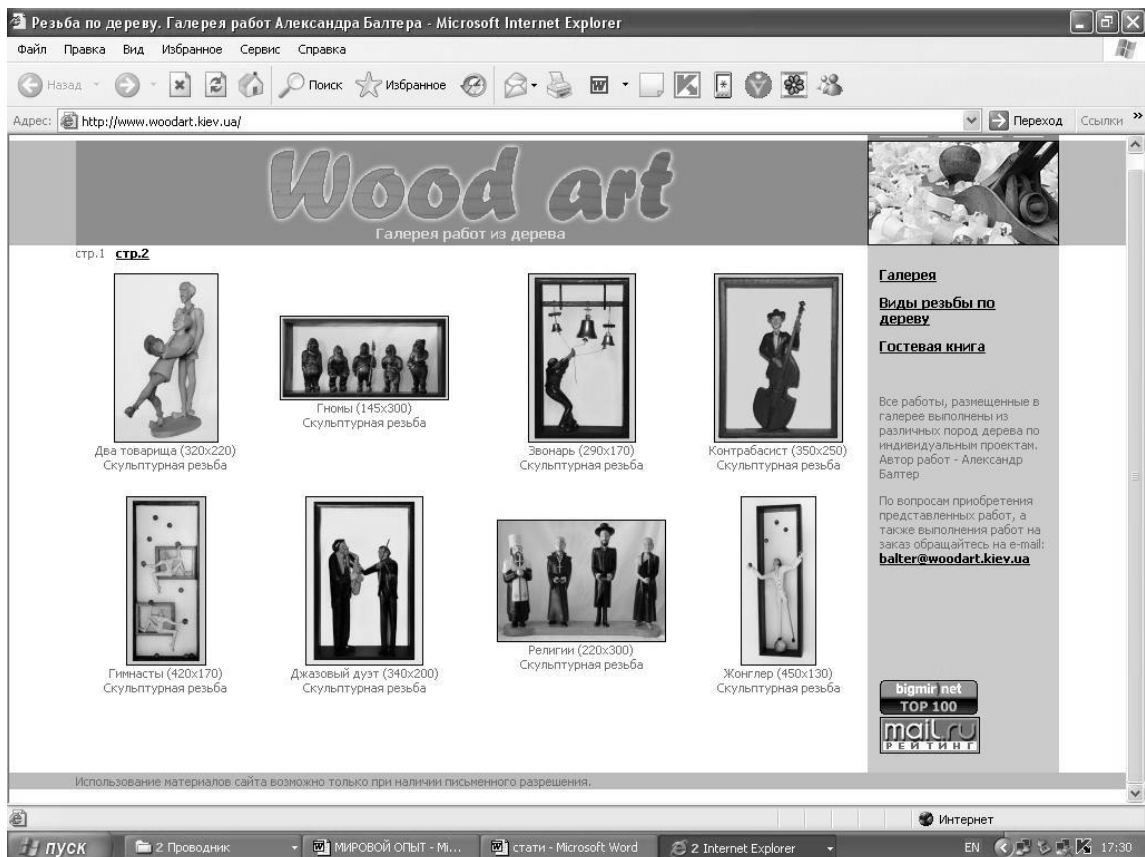 Резьба по дереву. Галерея работ Александра Балтера - Microsoft Internet Explorer
Файл Правка Вид Избранное Сервис Справка
Назад Поиск Избранное
Адрес: http://www.woodart.kiev.ua/ Переход Ссылки »
Wood art
Галерея работ из дерева
стр.1 стр.2
Два товарища (320x220)
Скульптурная резьба
Гномы (145x300)
Скульптурная резьба
Звонарь (290x170)
Скульптурная резьба
Контрабасист (350x250)
Скульптурная резьба
Гимнасты (420x170)
Скульптурная резьба
Джазовый дуэт (340x200)
Скульптурная резьба
Религии (220x300)
Скульптурная резьба
Жонглер (450x130)
Скульптурная резьба
Галерея
Виды резьбы по
дереву
Гостевая книга
Все работы, размещенные в
галерее выполнены из
различных пород дерева по
индивидуальным проектам.
Автор работ - Александр
Балтер
По вопросам приобретения
представленных работ, а
также выполнения работ на
заказ обращайтесь на e-mail:
balter@woodart.kiev.ua
bigmir)net
TOP 100
mail.ru
РЕЙТИНГ
Использование материалов сайта возможно только при наличии письменного разрешения.
Интернет
пуск 2 Проводник МИРОВОЙ ОПЫТ - Mi... стати - Microsoft Word 2 Internet Explorer EN 17:30